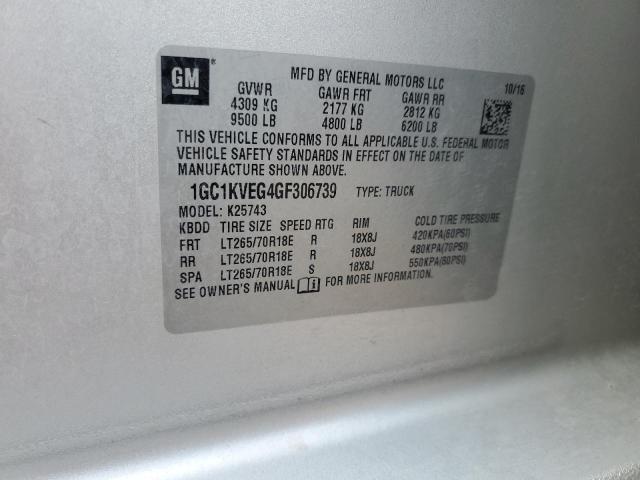 GM
MFD BY GENERAL MOTORS LLC 10/16
GVWR GAWR FRT GAWR RR
4309 KG 2177 KG 2812 KG
9500 LB 4800 LB 6200 LB
THIS VEHICLE CONFORMS TO ALL APPLICABLE U.S. FEDERAL MOTOR
VEHICLE SAFETY STANDARDS IN EFFECT ON THE DATE OF
MANUFACTURE SHOWN ABOVE.
1GC1KVEG4GF306739 TYPE: TRUCK
MODEL: K25743
KBDD TIRE SIZE SPEED RTG RIM COLD TIRE PRESSURE
FRT LT265/70R18E R 18X8J 420KPA(60PSI)
RR LT265/70R18E R 18X8J 480KPA(70PSI)
SPA LT265/70R18E S 18X8J 550KPA(80PSI)
SEE OWNER'S MANUAL FOR MORE INFORMATION.